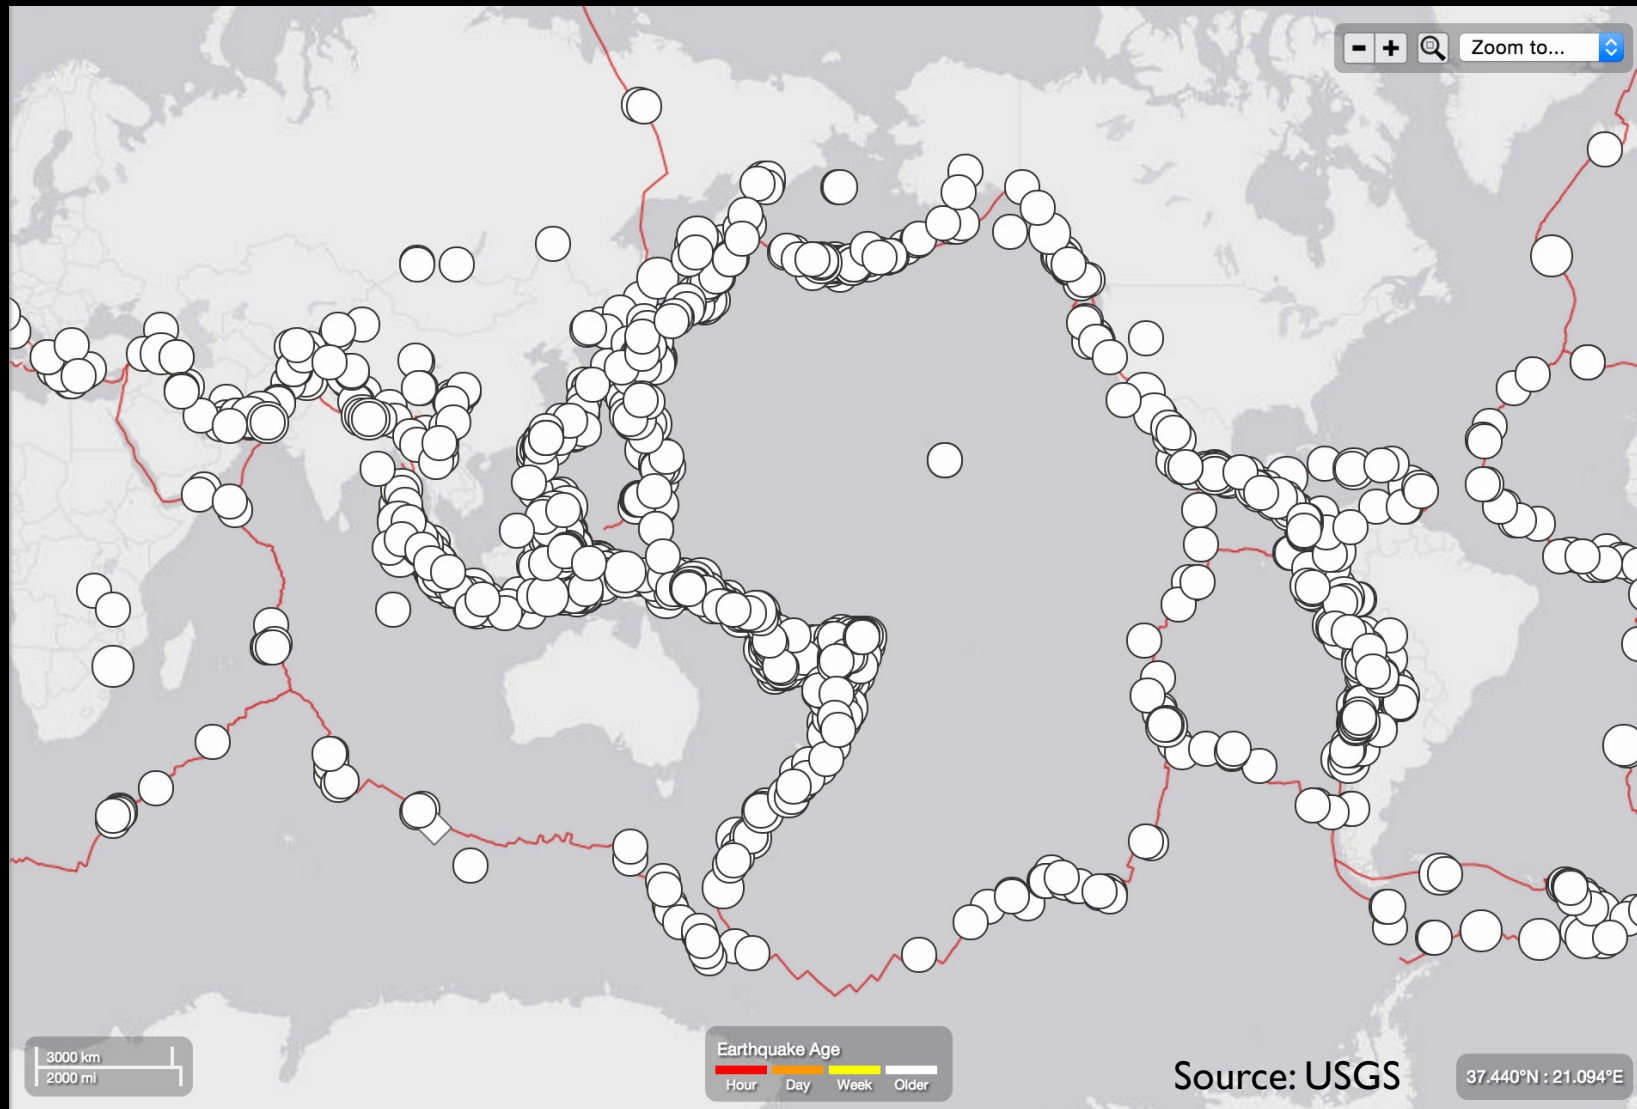 Zoom to...
3000 km
2000 mi
Earthquake Age
Hour Day Week Older
Source: USGS
37.440°N : 21.094°E